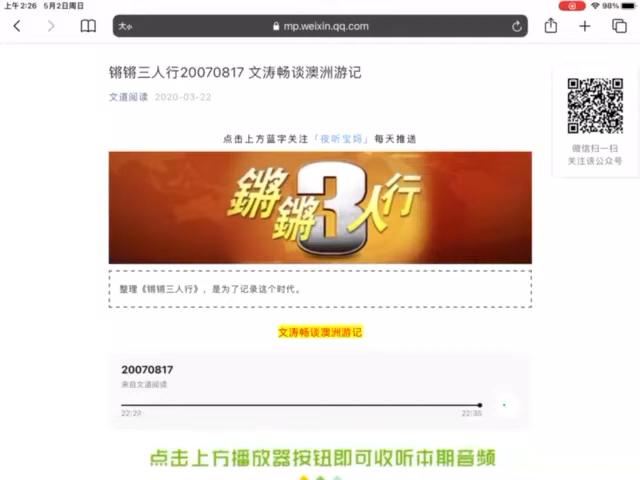 上午2:26 5月2日周日
98%
大小 mp.weixin.qq.com
锵锵三人行20070817 文涛畅谈澳洲游记
文道阅读 2020-03-22
点击上方蓝字关注「夜听宝妈」每天推送
锵锵3人行
微信扫一扫
关注该公众号
整理《锵锵三人行》，是为了记录这个时代。
文涛畅谈澳洲游记
20070817
来自文道阅读
22:29 22:35
点击上方播放器按钮即可收听本期音频